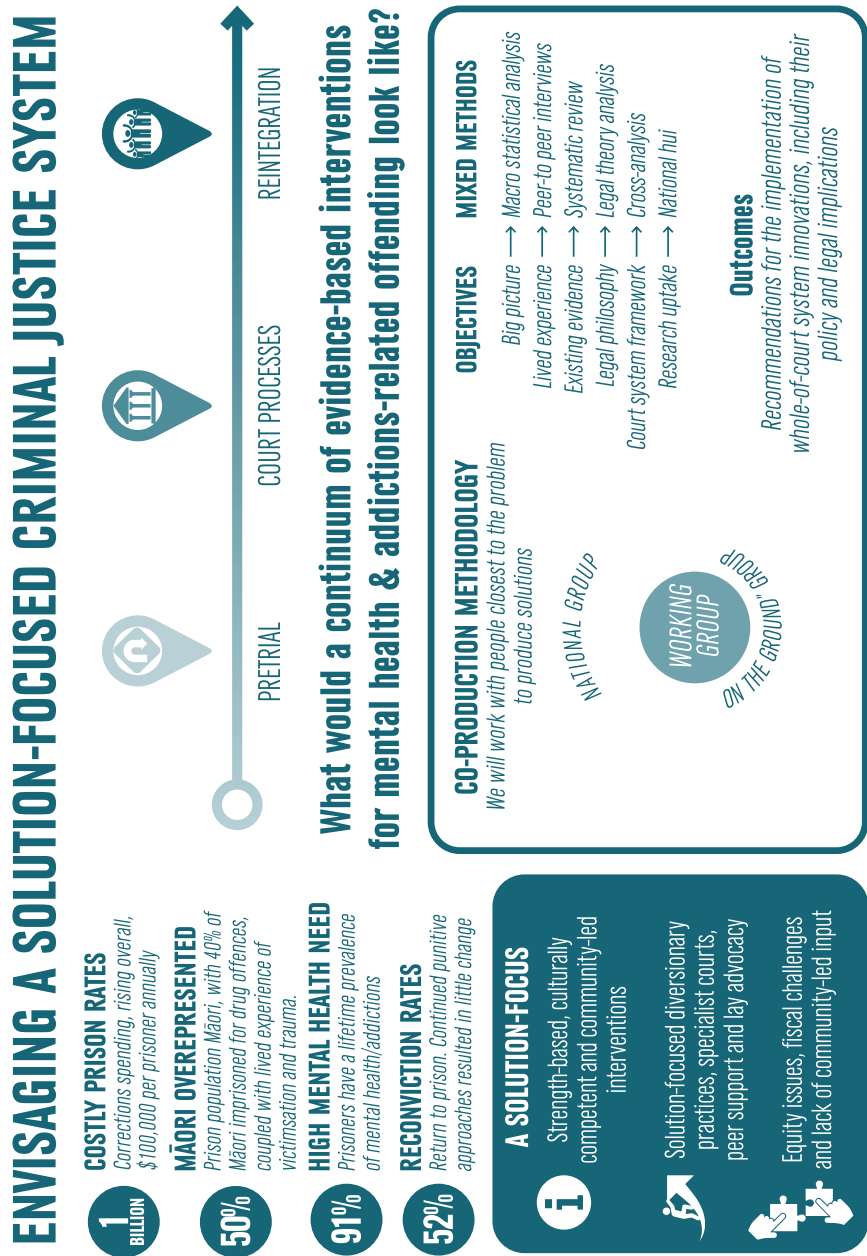 ENVISAGING A SOLUTION-FOCUSED CRIMINAL JUSTICE SYSTEM
1
BILLION
COSTLY PRISON RATES
Corrections spending, rising overall,
$100,000 per prisoner annually
50%
MĀORI OVEREPRESENTED
Prison population Māori, with 40% of
Māori imprisoned for drug offences,
coupled with lived experience of
victimsation and trauma.
91%
HIGH MENTAL HEALTH NEED
Prisoners have a lifetime prevalence
of mental health/addictions
52%
RECONVICTION RATES
Return to prison. Continued punitive
approaches resulted in little change
A SOLUTION-FOCUS
i
Strength-based, culturally
competent and community-led
interventions
Solution-focused diversionary
practices, specialist courts,
peer support and lay advocacy
Equity issues, fiscal challenges
and lack of community-led input
PRETRIAL
COURT PROCESSES
REINTEGRATION
What would a continuum of evidence-based interventions
for mental health & addictions-related offending look like?
CO-PRODUCTION METHODOLOGY
We will work with people closest to the problem
to produce solutions
NATIONAL GROUP
WORKING
GROUP
ON THE GROUND" GROUP
OBJECTIVES MIXED METHODS
Big picture → Macro statistical analysis
Lived experience → Peer-to peer interviews
Existing evidence → Systematic review
Legal philosophy → Legal theory analysis
Court system framework → Cross-analysis
Research uptake → National hui
Outcomes
Recommendations for the implementation of
whole-of-court system innovations, including their
policy and legal implications